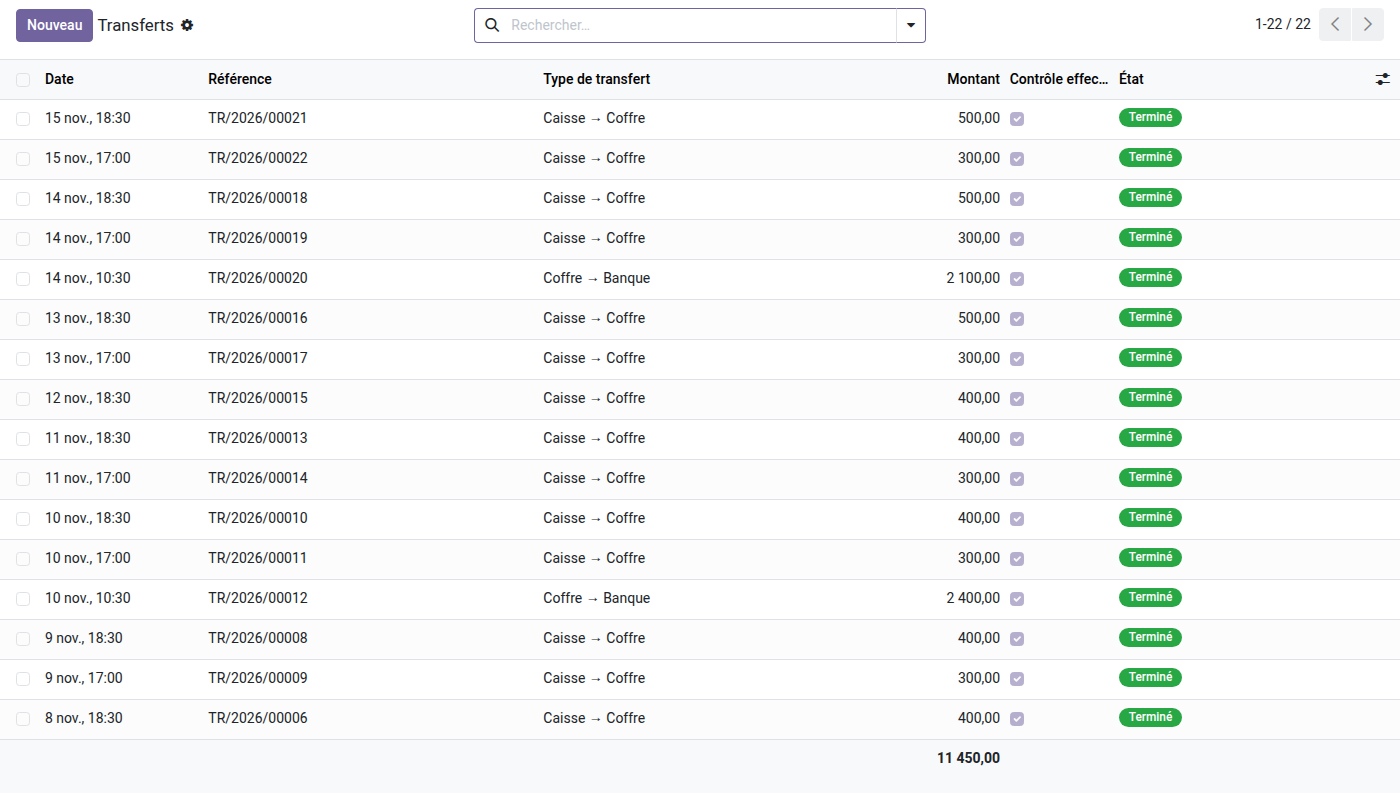 Nouveau Transferts Rechercher... 1-22 / 22
Date Référence Type de transfert Montant Contrôle effec... État
15 nov., 18:30 TR/2026/00021 Caisse → Coffre 500,00 Terminé
15 nov., 17:00 TR/2026/00022 Caisse → Coffre 300,00 Terminé
14 nov., 18:30 TR/2026/00018 Caisse → Coffre 500,00 Terminé
14 nov., 17:00 TR/2026/00019 Caisse → Coffre 300,00 Terminé
14 nov., 10:30 TR/2026/00020 Coffre → Banque 2 100,00 Terminé
13 nov., 18:30 TR/2026/00016 Caisse → Coffre 500,00 Terminé
13 nov., 17:00 TR/2026/00017 Caisse → Coffre 300,00 Terminé
12 nov., 18:30 TR/2026/00015 Caisse → Coffre 400,00 Terminé
11 nov., 18:30 TR/2026/00013 Caisse → Coffre 400,00 Terminé
11 nov., 17:00 TR/2026/00014 Caisse → Coffre 300,00 Terminé
10 nov., 18:30 TR/2026/00010 Caisse → Coffre 400,00 Terminé
10 nov., 17:00 TR/2026/00011 Caisse → Coffre 300,00 Terminé
10 nov., 10:30 TR/2026/00012 Coffre → Banque 2 400,00 Terminé
9 nov., 18:30 TR/2026/00008 Caisse → Coffre 400,00 Terminé
9 nov., 17:00 TR/2026/00009 Caisse → Coffre 300,00 Terminé
8 nov., 18:30 TR/2026/00006 Caisse → Coffre 400,00 Terminé
11 450,00